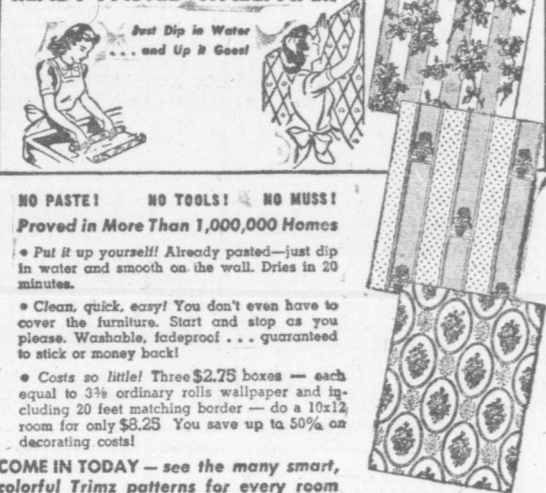 Just Dip in Water
... and Up it Goes!
NO PASTE! NO TOOLS! NO MUSS!
Proved in More Than 1,000,000 Homes
• Put it up yourself! Already pasted—just dip
in water and smooth on the wall. Dries in 20
minutes.
• Clean, quick, easy! You don't even have to
cover the furniture. Start and stop as you
please. Washable, fadeproof ... guaranteed
to stick or money back!
• Costs so little! Three $2.75 boxes — each
equal to 3⅓ ordinary rolls wallpaper and in-
cluding 20 feet matching border — do a 10x12
room for only $8.25 You save up to 50% on
decorating costs!
COME IN TODAY — see the many smart,
colorful Trimz patterns for every room